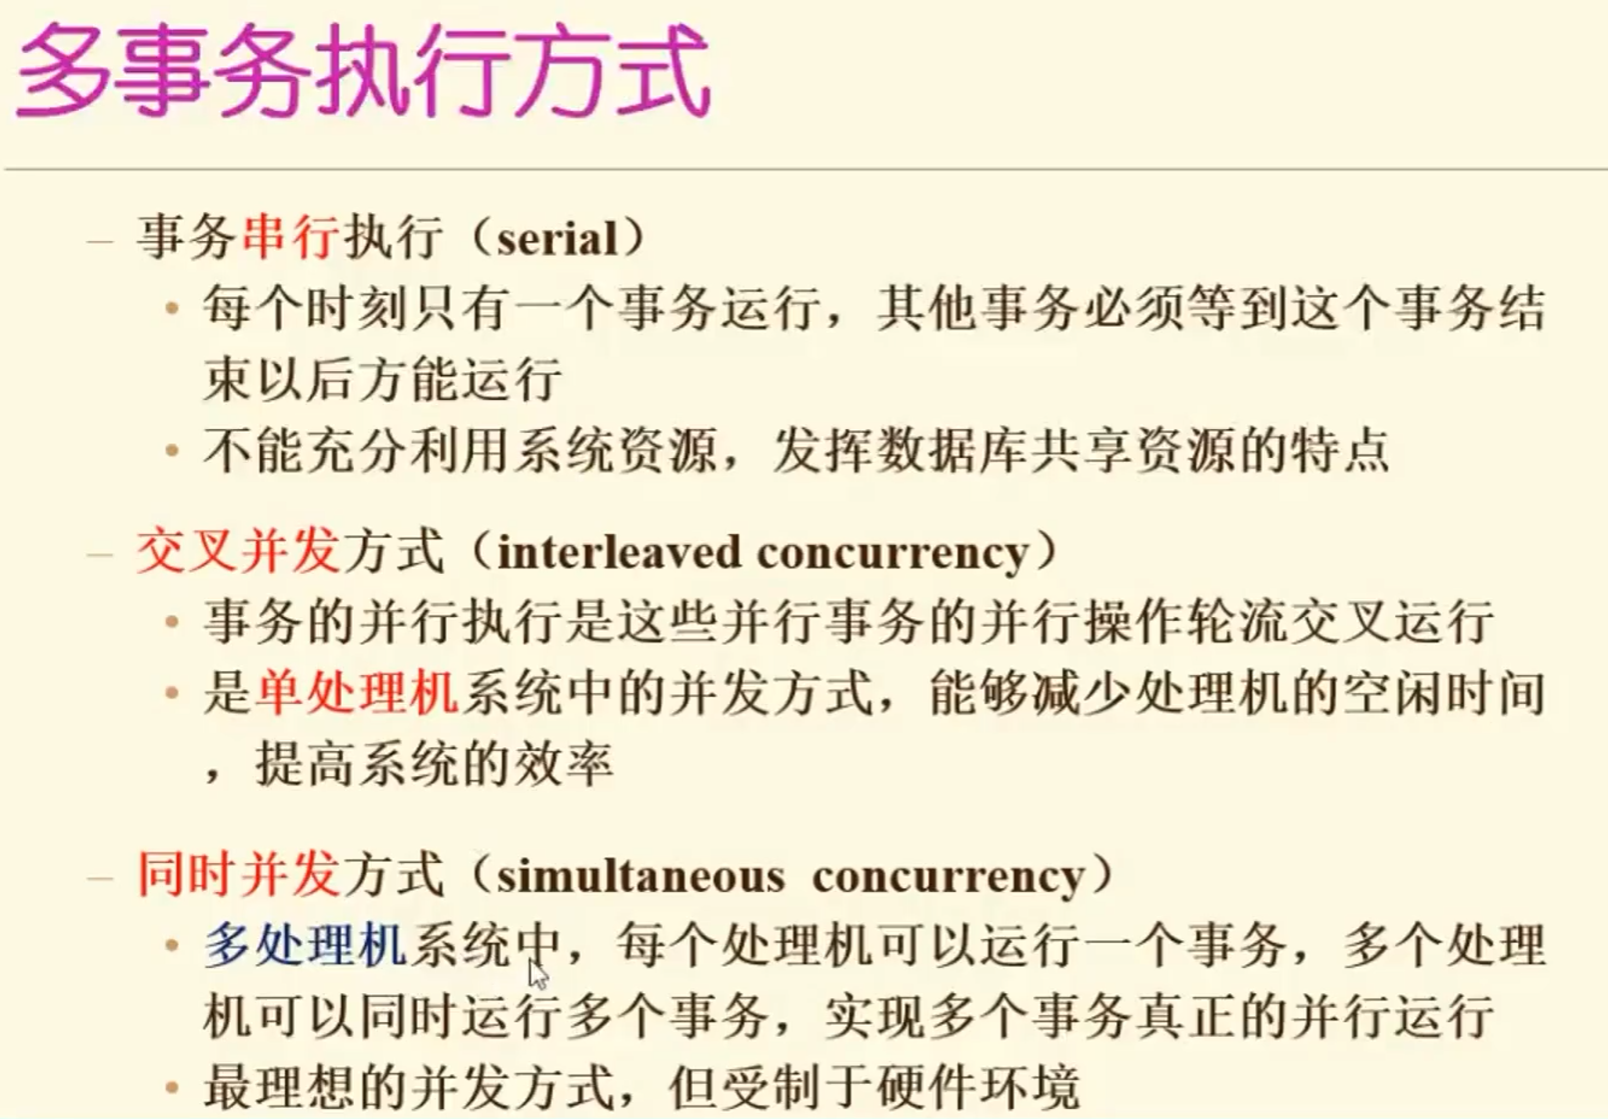 多事务执行方式
– 事务串行执行（serial）
• 每个时刻只有一个事务运行，其他事务必须等到这个事务结
束以后方能运行
• 不能充分利用系统资源，发挥数据库共享资源的特点
– 交叉并发方式（interleaved concurrency）
• 事务的并行执行是这些并行事务的并行操作轮流交叉运行
• 是单处理机系统中的并发方式，能够减少处理机的空闲时间
，提高系统的效率
– 同时并发方式（simultaneous concurrency）
• 多处理机系统中，每个处理机可以运行一个事务，多个处理
机可以同时运行多个事务，实现多个事务真正的并行运行
• 最理想的并发方式，但受制于硬件环境